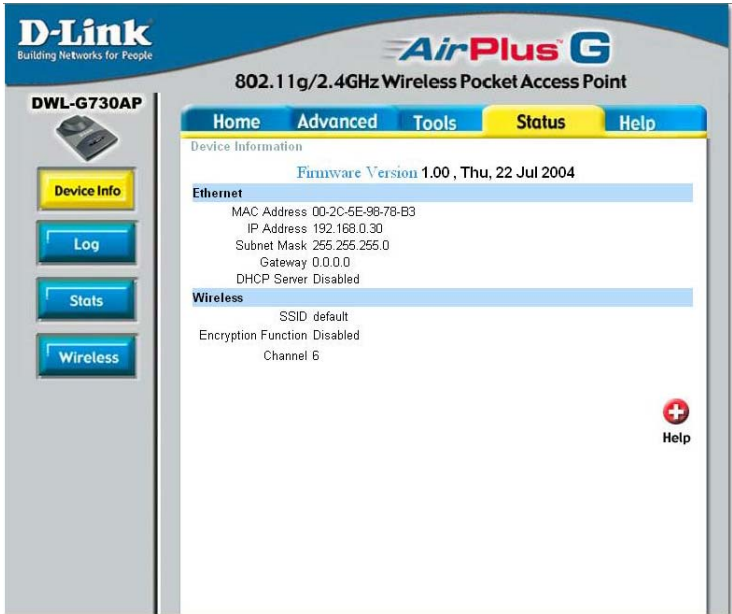 D-Link
Building Networks for People
AirPlus G
802.11g/2.4GHz Wireless Pocket Access Point
DWL-G730AP
Home Advanced Tools Status Help
Device Information
Firmware Version 1.00 , Thu, 22 Jul 2004
Device Info
Ethernet
MAC Address 00-2C-5E-98-78-B3
IP Address 192.168.0.30
Log
Subnet Mask 255.255.255.0
Gateway 0.0.0.0
DHCP Server Disabled
Stats
Wireless
SSID default
Encryption Function Disabled
Wireless
Channel 6
Help